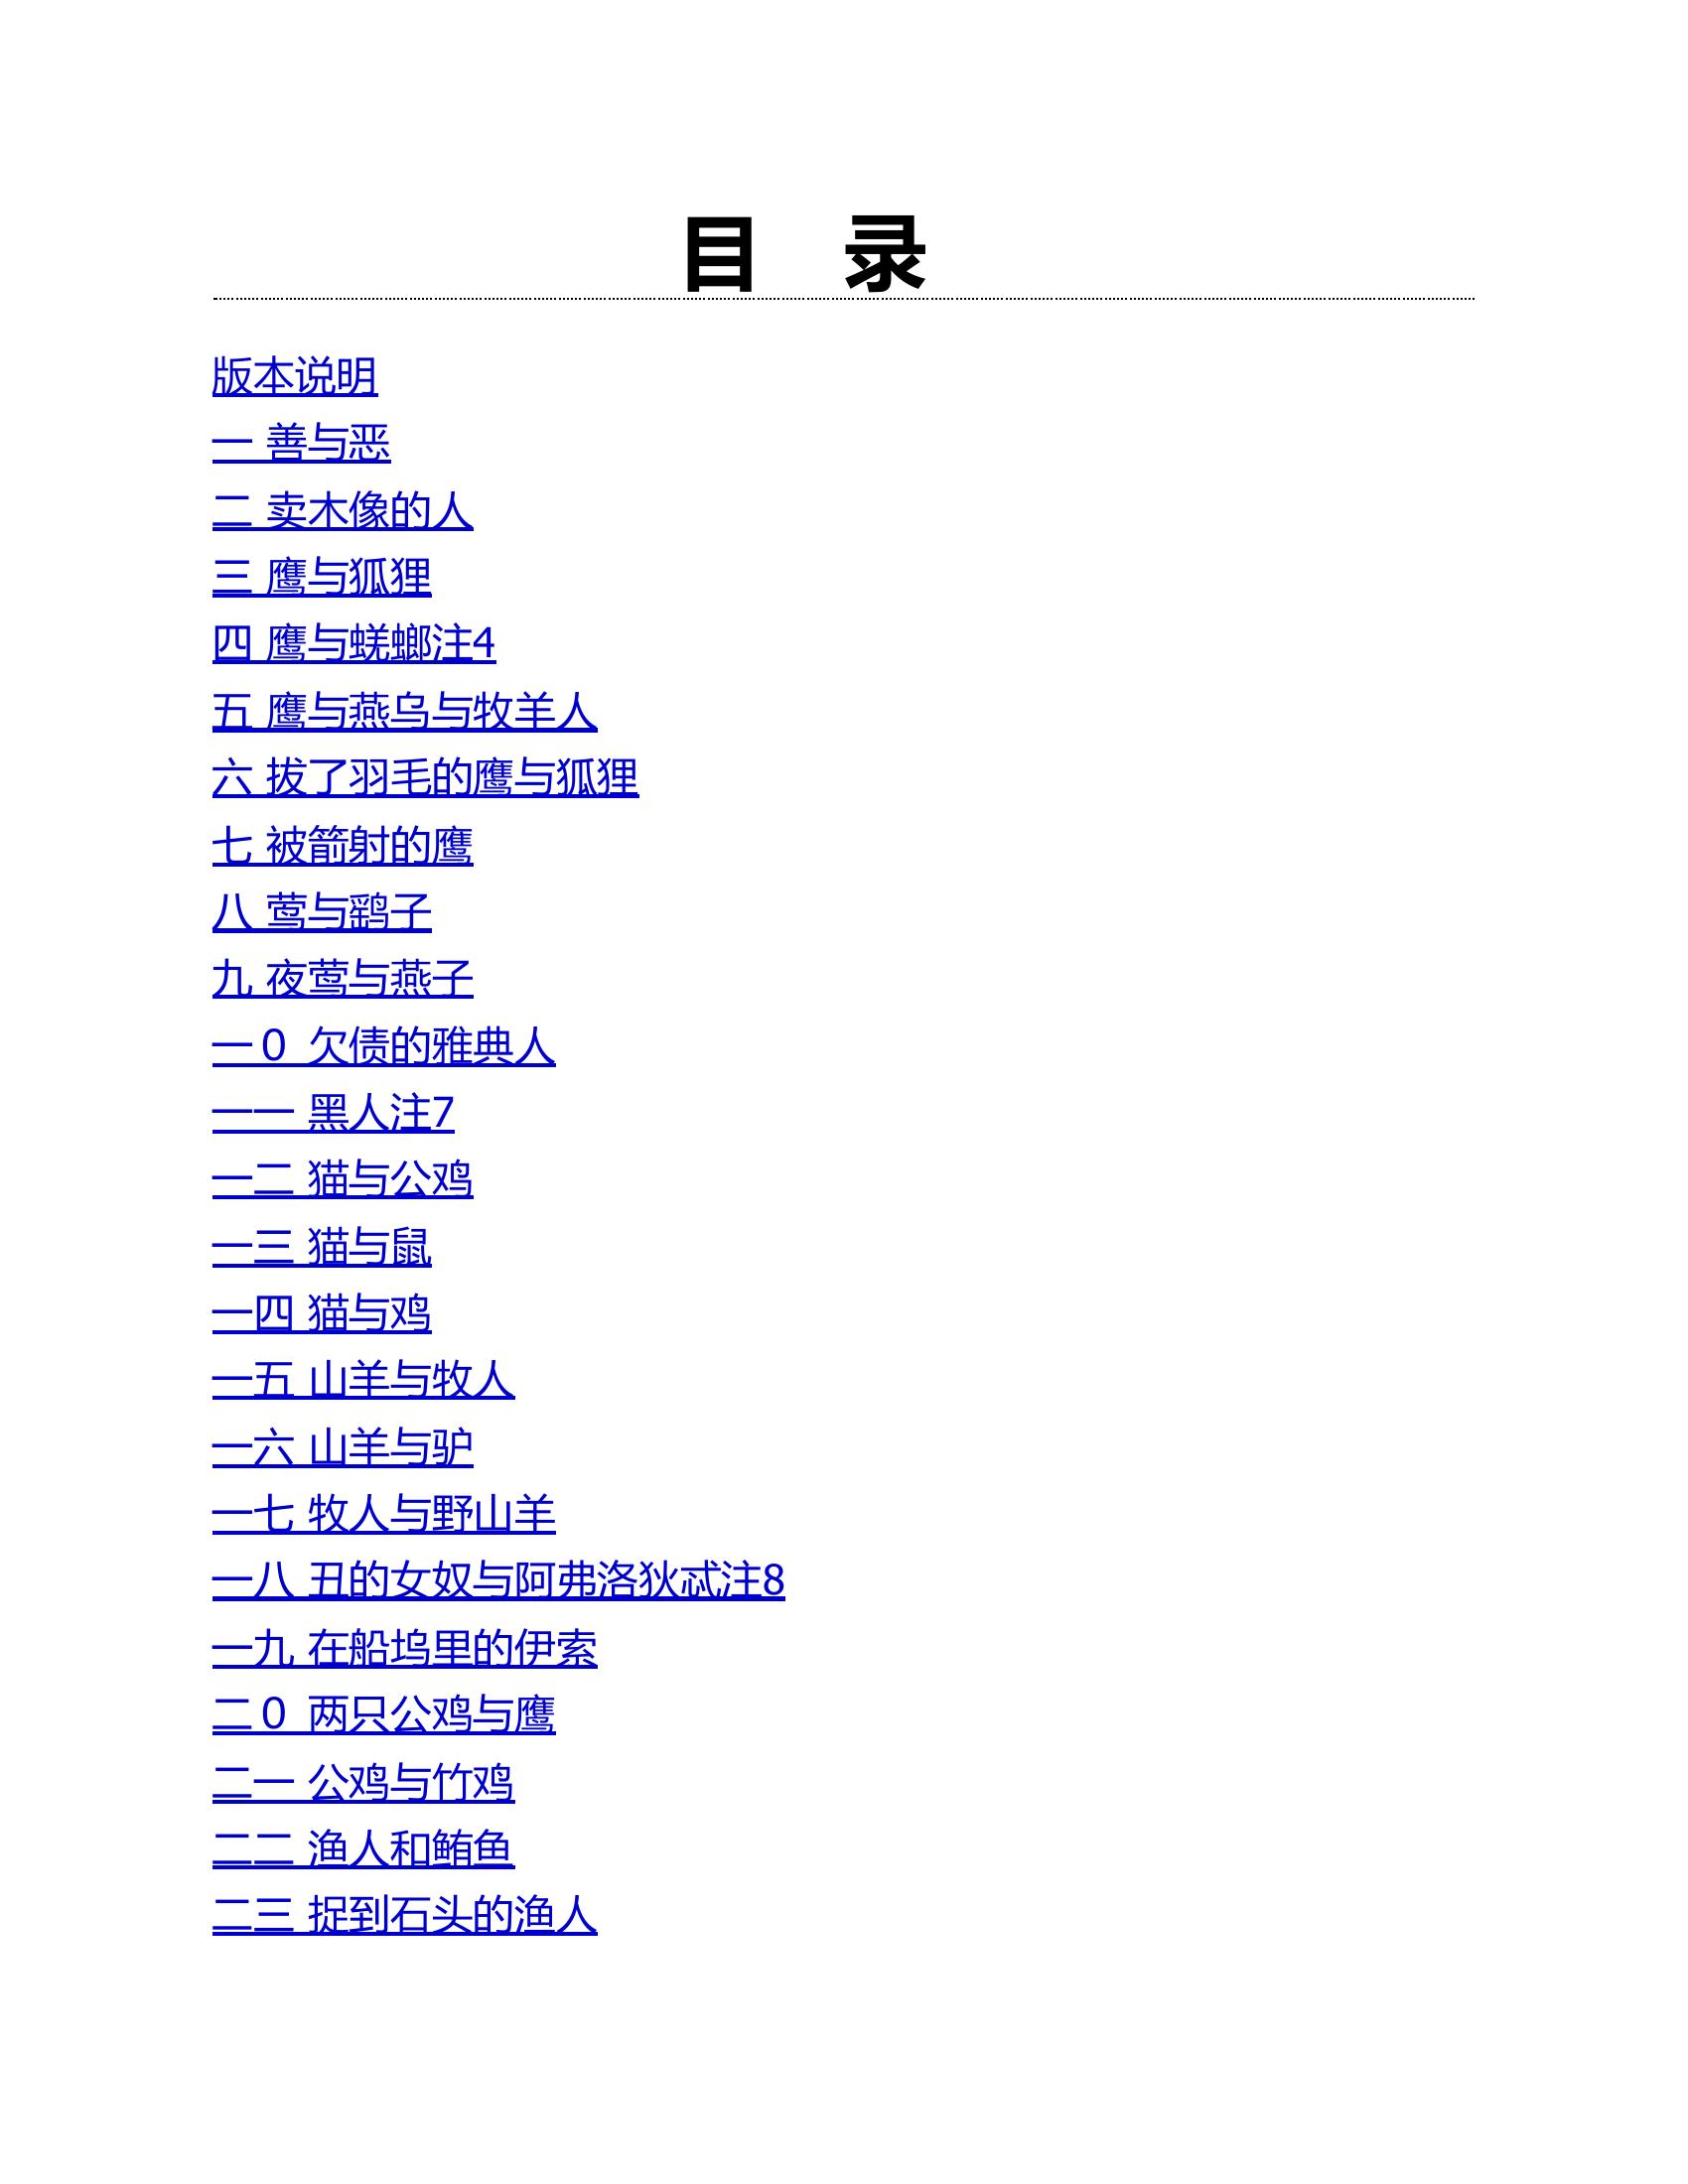 目 录
版本说明
一 善与恶
二 卖木像的人
三 鹰与狐狸
四 鹰与蜣螂注4
五 鹰与燕乌与牧羊人
六 拔了羽毛的鹰与狐狸
七 被箭射的鹰
八 莺与鹞子
九 夜莺与燕子
一0 欠债的雅典人
一一 黑人注7
一二 猫与公鸡
一三 猫与鼠
一四 猫与鸡
一五 山羊与牧人
一六 山羊与驴
一七 牧人与野山羊
一八 丑的女奴与阿弗洛狄忒注8
一九 在船坞里的伊索
二0 两只公鸡与鹰
二一 公鸡与竹鸡
二二 渔人和鲔鱼
二三 捉到石头的渔人